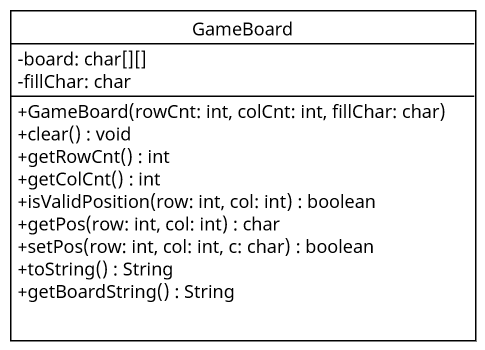 GameBoard
-board: char[][]
-fillChar: char
+GameBoard(rowCnt: int, colCnt: int, fillChar: char)
+clear() : void
+getRowCnt() : int
+getColCnt() : int
+isValidPosition(row: int, col: int) : boolean
+getPos(row: int, col: int) : char
+setPos(row: int, col: int, c: char) : boolean
+toString() : String
+getBoardString() : String